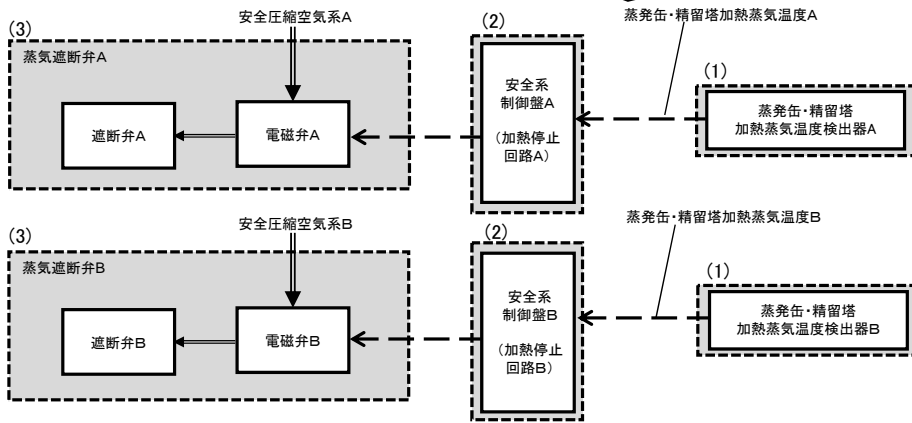 安全圧縮空気系A
蒸発缶・精留塔加熱蒸気温度A
(3)
(2)
(1)
蒸気遮断弁A
遮断弁A
電磁弁A
安全系
制御盤A
(加熱停止
回路A)
蒸発缶・精留塔
加熱蒸気温度検出器A
安全圧縮空気系B
蒸発缶・精留塔加熱蒸気温度B
(3)
(2)
(1)
蒸気遮断弁B
遮断弁B
電磁弁B
安全系
制御盤B
(加熱停止
回路B)
蒸発缶・精留塔
加熱蒸気温度検出器B